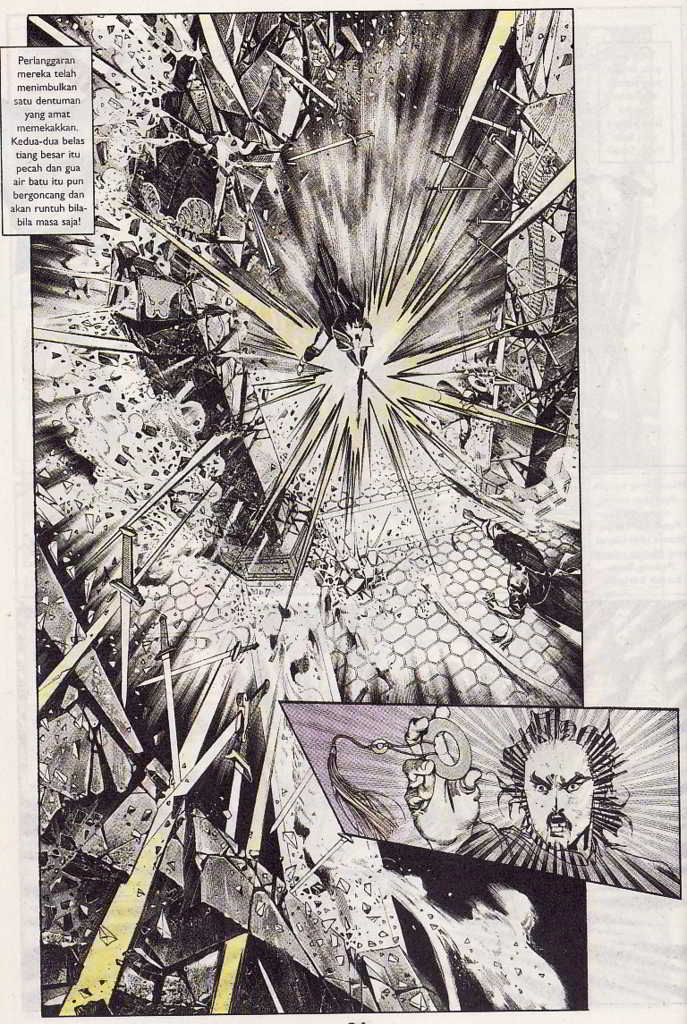 Perlanggaran
mereka telah
menimbulkan
satu dentuman
yang amat
memekakkan.
Kedua-dua belas
tiang besar itu
pecah dan gua
air batu itu pun
bergoncang dan
akan runtuh bila-
bila masa saja!